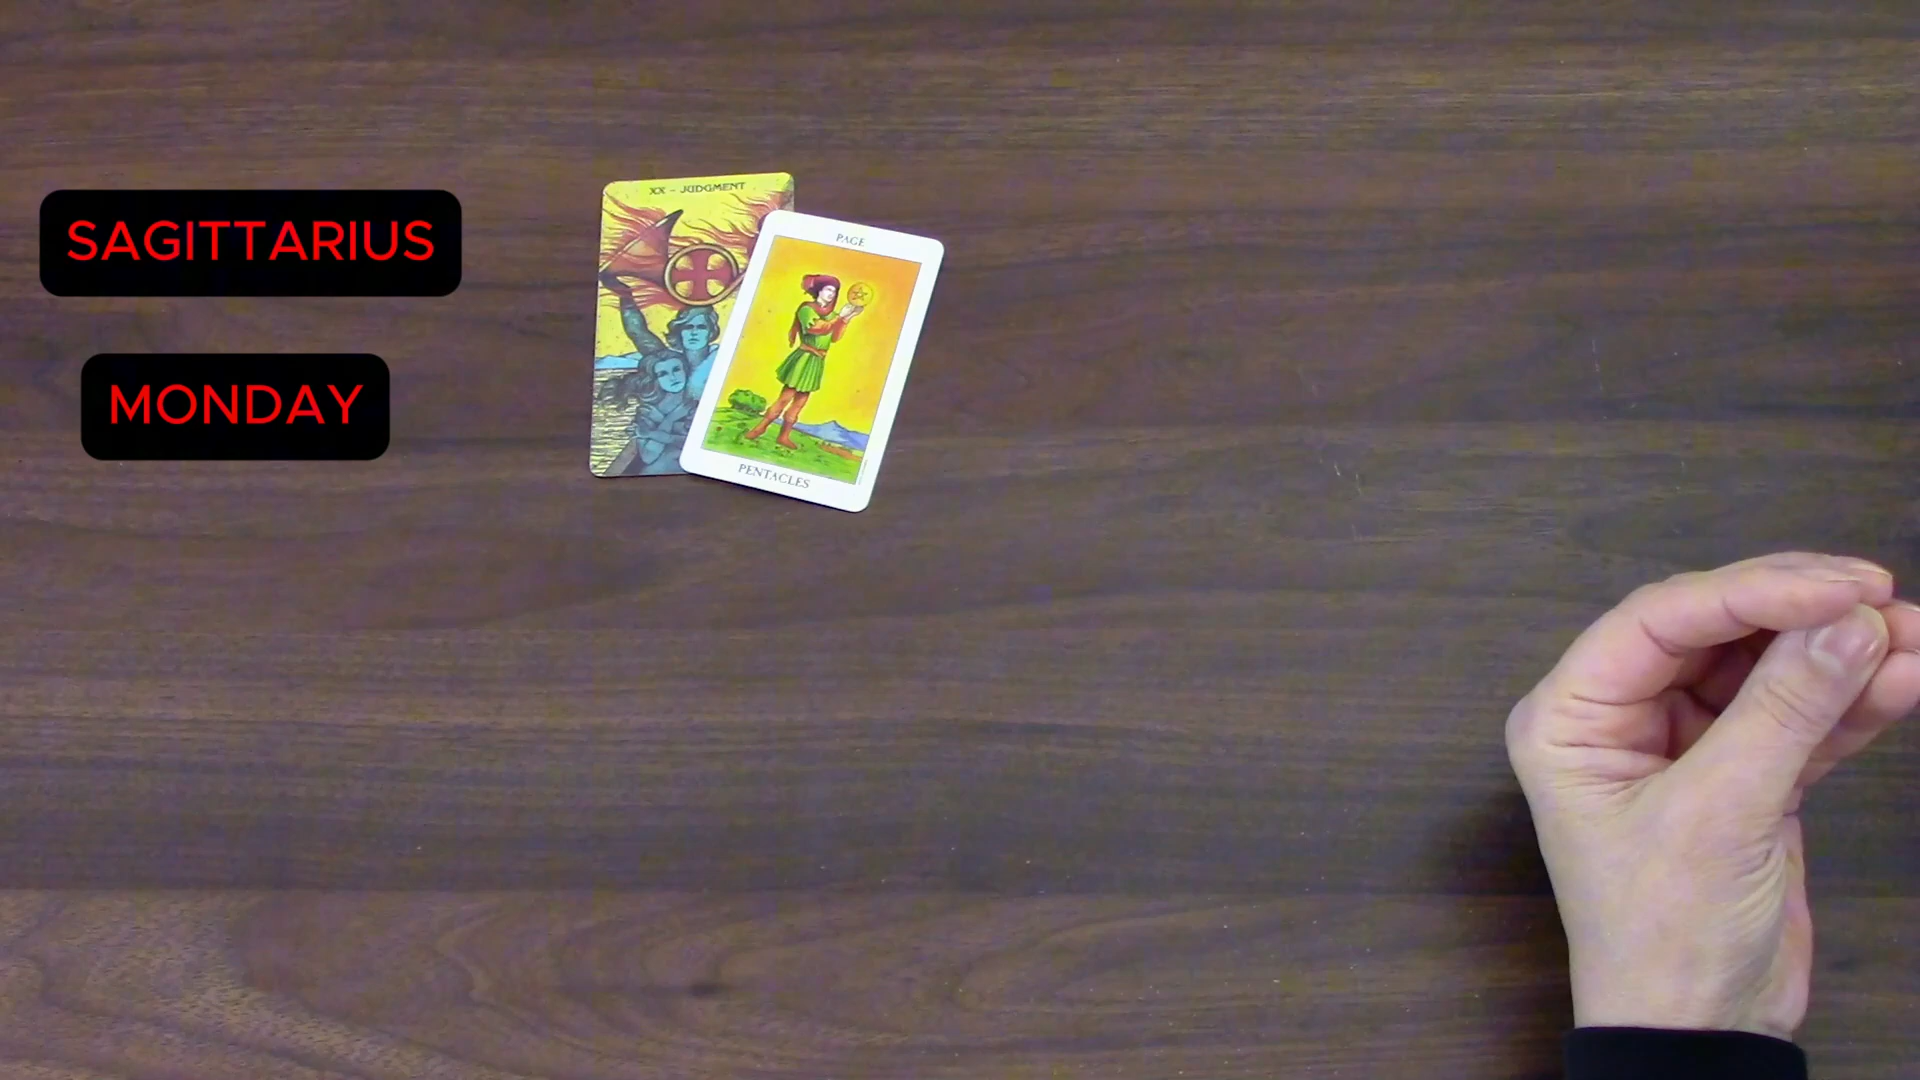 SAGITTARIUS
MONDAY
XX - JUDGMENT
PAGE
PENTACLES